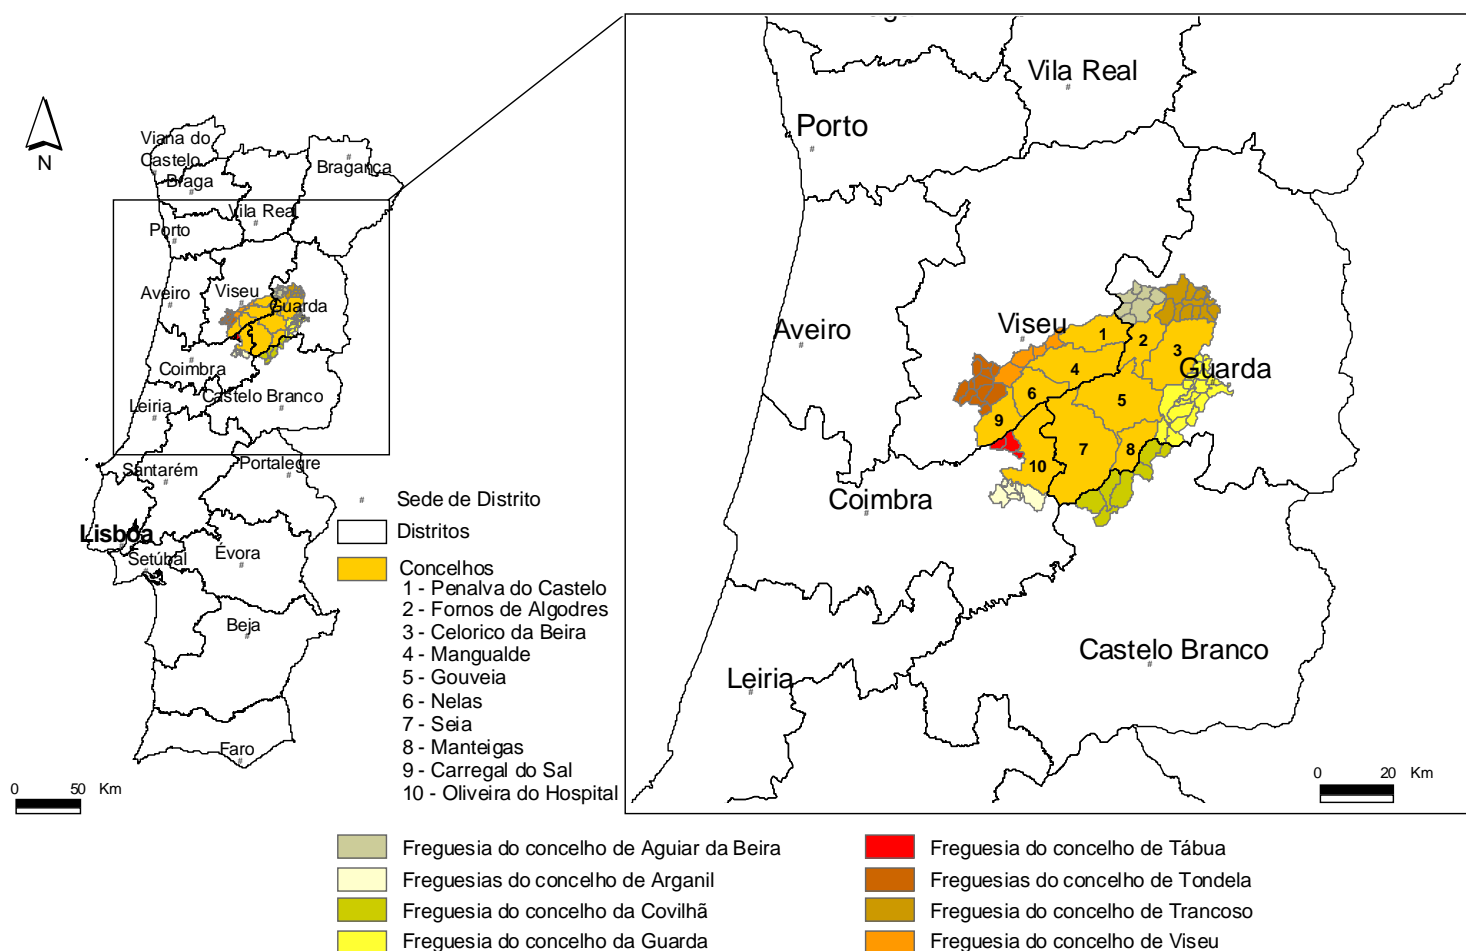 N
Viana do
Castelo
Braga
Bragança
Vila Real
Porto
Aveiro
Viseu
Guarda
Coimbra
Castelo Branco
Leiria
Santarém
Portalegre
Lisboa
Setúbal
Évora
Beja
Faro
0 50 Km
Sede de Distrito
Distritos
Concelhos
1 - Penalva do Castelo
2 - Fornos de Algodres
3 - Celorico da Beira
4 - Mangualde
5 - Gouveia
6 - Nelas
7 - Seia
8 - Manteigas
9 - Carregal do Sal
10 - Oliveira do Hospital
Vila Real
Porto
Aveiro
Viseu
Guarda
1
2
3
4
5
6
7
8
9
10
Coimbra
Castelo Branco
Leiria
0 20 Km
Freguesia do concelho de Aguiar da Beira
Freguesias do concelho de Arganil
Freguesia do concelho da Covilhã
Freguesia do concelho da Guarda
Freguesia do concelho de Tábua
Freguesias do concelho de Tondela
Freguesia do concelho de Trancoso
Freguesia do concelho de Viseu